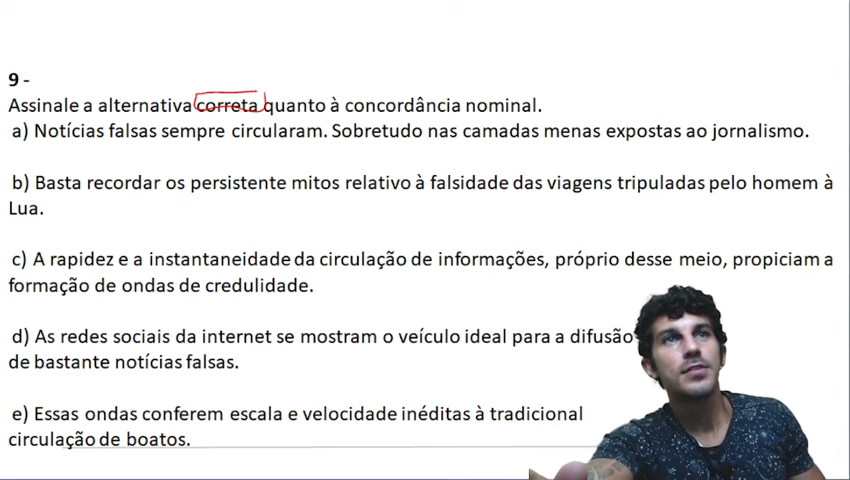 9 -
Assinale a alternativa correta quanto à concordância nominal.
a) Notícias falsas sempre circularam. Sobretudo nas camadas menas expostas ao jornalismo.
b) Basta recordar os persistente mitos relativo à falsidade das viagens tripuladas pelo homem à
Lua.
c) A rapidez e a instantaneidade da circulação de informações, próprio desse meio, propiciam a
formação de ondas de credulidade.
d) As redes sociais da internet se mostram o veículo ideal para a difusão
de bastante notícias falsas.
e) Essas ondas conferem escala e velocidade inéditas à tradicional
circulação de boatos.